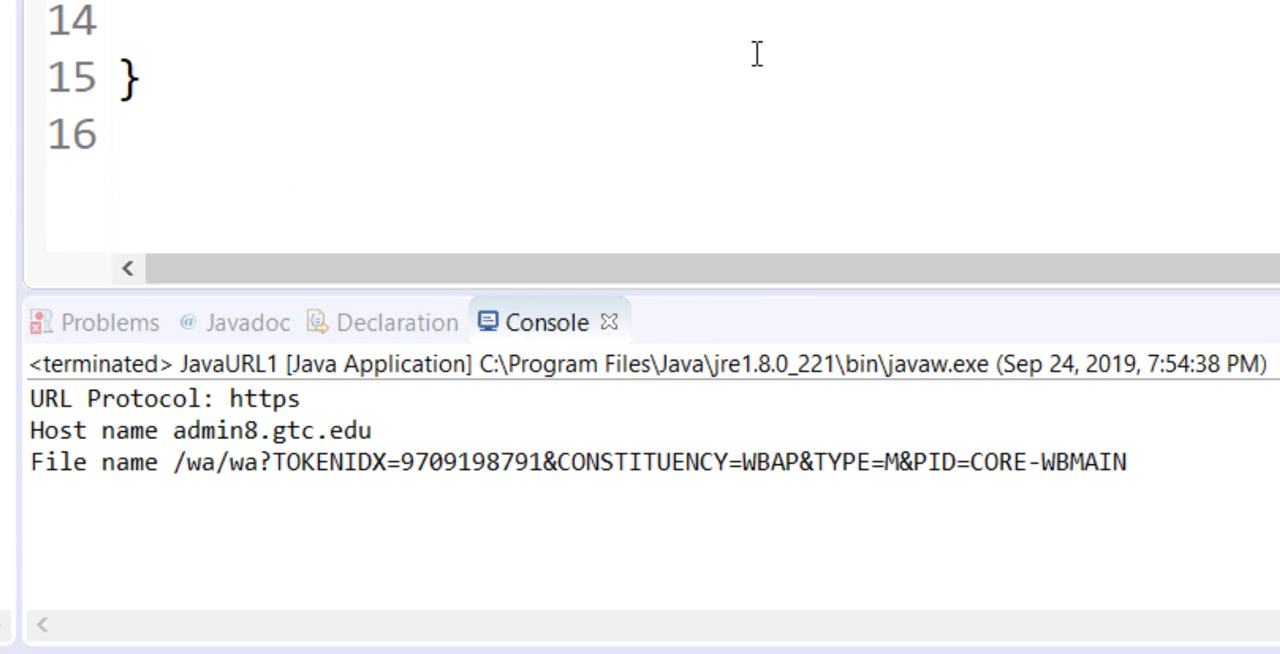 14
15 }
16
Problems @ Javadoc Declaration Console
<terminated> JavaURL1 [Java Application] C:\Program Files\Java\jre1.8.0_221\bin\javaw.exe (Sep 24, 2019, 7:54:38 PM)
URL Protocol: https
Host name admin8.gtc.edu
File name /wa/wa?TOKENIDX=9709198791&CONSTITUENCY=WBAP&TYPE=M&PID=CORE-WBMAIN